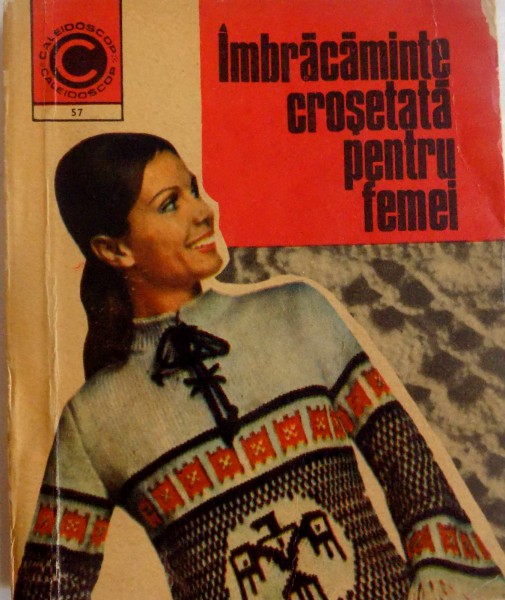 CALEIDOSCOP
CALEIDOSCOP
C
57
Îmbrăcăminte
croșetată
pentru
femei